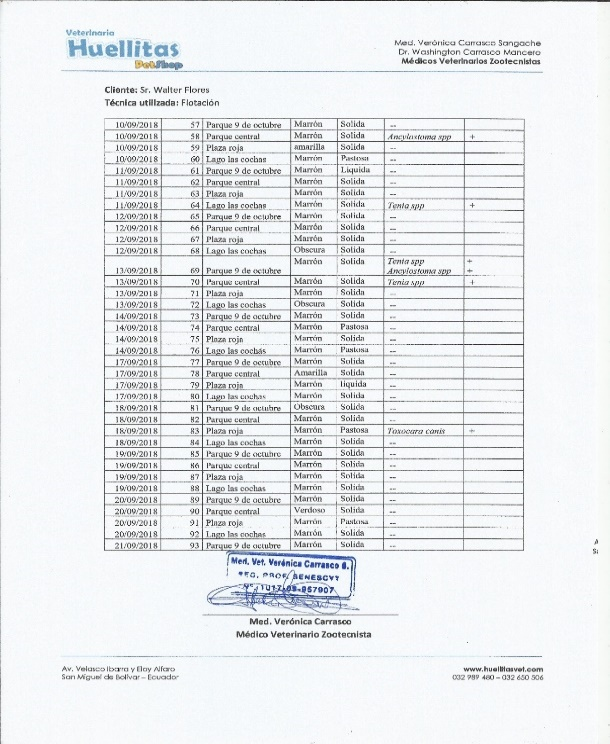 Veterinaria
Huellitas
PetShop
Med. Verónica Carrasco Sangache
Dr. Washington Carrasco Mancero
Médicos Veterinarios Zootecnistas
Cliente: Sr. Walter Flores
Técnica utilizada: Flotación
10/09/2018 57 Parque 9 de octubre Marrón Solida --
10/09/2018 58 Parque central Marrón Solida Ancylostoma spp +
10/09/2018 59 Plaza roja amarilla Solida --
10/09/2018 60 Lago las cochas Marrón Pastosa --
11/09/2018 61 Parque 9 de octubre Marrón Liquida --
11/09/2018 62 Parque central Marrón Solida --
11/09/2018 63 Plaza roja Marrón Solida --
11/09/2018 64 Lago las cochas Marrón Solida Tenia spp +
12/09/2018 65 Parque 9 de octubre Marrón Solida --
12/09/2018 66 Parque central Marrón Solida --
12/09/2018 67 Plaza roja Marrón Solida --
12/09/2018 68 Lago las cochas Obscura Solida --
Marrón Solida Tenia spp +
13/09/2018 69 Parque 9 de octubre Ancylostoma spp +
13/09/2018 70 Parque central Marrón Solida Tenia spp +
13/09/2018 71 Plaza roja Marrón Solida --
13/09/2018 72 Lago las cochas Obscura Solida --
14/09/2018 73 Parque 9 de octubre Marrón Solida --
14/09/2018 74 Parque central Marrón Pastosa --
14/09/2018 75 Plaza roja Marrón Solida --
14/09/2018 76 Lago las cochas Marrón Pastosa --
17/09/2018 77 Parque 9 de octubre Marrón Solida --
17/09/2018 78 Parque central Amarilla Solida --
17/09/2018 79 Plaza roja Marrón liquida --
17/09/2018 80 Lago las cochas Marrón Solida --
18/09/2018 81 Parque 9 de octubre Obscura Solida --
18/09/2018 82 Parque central Marrón Solida --
18/09/2018 83 Plaza roja Marrón Pastosa Toxocara canis +
18/09/2018 84 Lago las cochas Marrón Solida --
19/09/2018 85 Parque 9 de octubre Marrón Solida --
19/09/2018 86 Parque central Marrón Solida --
19/09/2018 87 Plaza roja Marrón Solida --
19/09/2018 88 Lago las cochas Marrón Solida --
20/09/2018 89 Parque 9 de octubre Marrón Solida --
20/09/2018 90 Parque central Verdoso Solida --
20/09/2018 91 Plaza roja Marrón Pastosa --
20/09/2018 92 Lago las cochas Marrón Solida --
21/09/2018 93 Parque 9 de octubre Marrón Solida --
Med. Vet. Verónica Carrasco S.
REG. PROF. SENESCYT
Med. Verónica Carrasco
Médico Veterinario Zootecnista
Av. Velasco Ibarra y Eloy Alfaro
San Miguel de Bolívar – Ecuador
www.huellitasvet.com
032 989 480 – 032 650 506